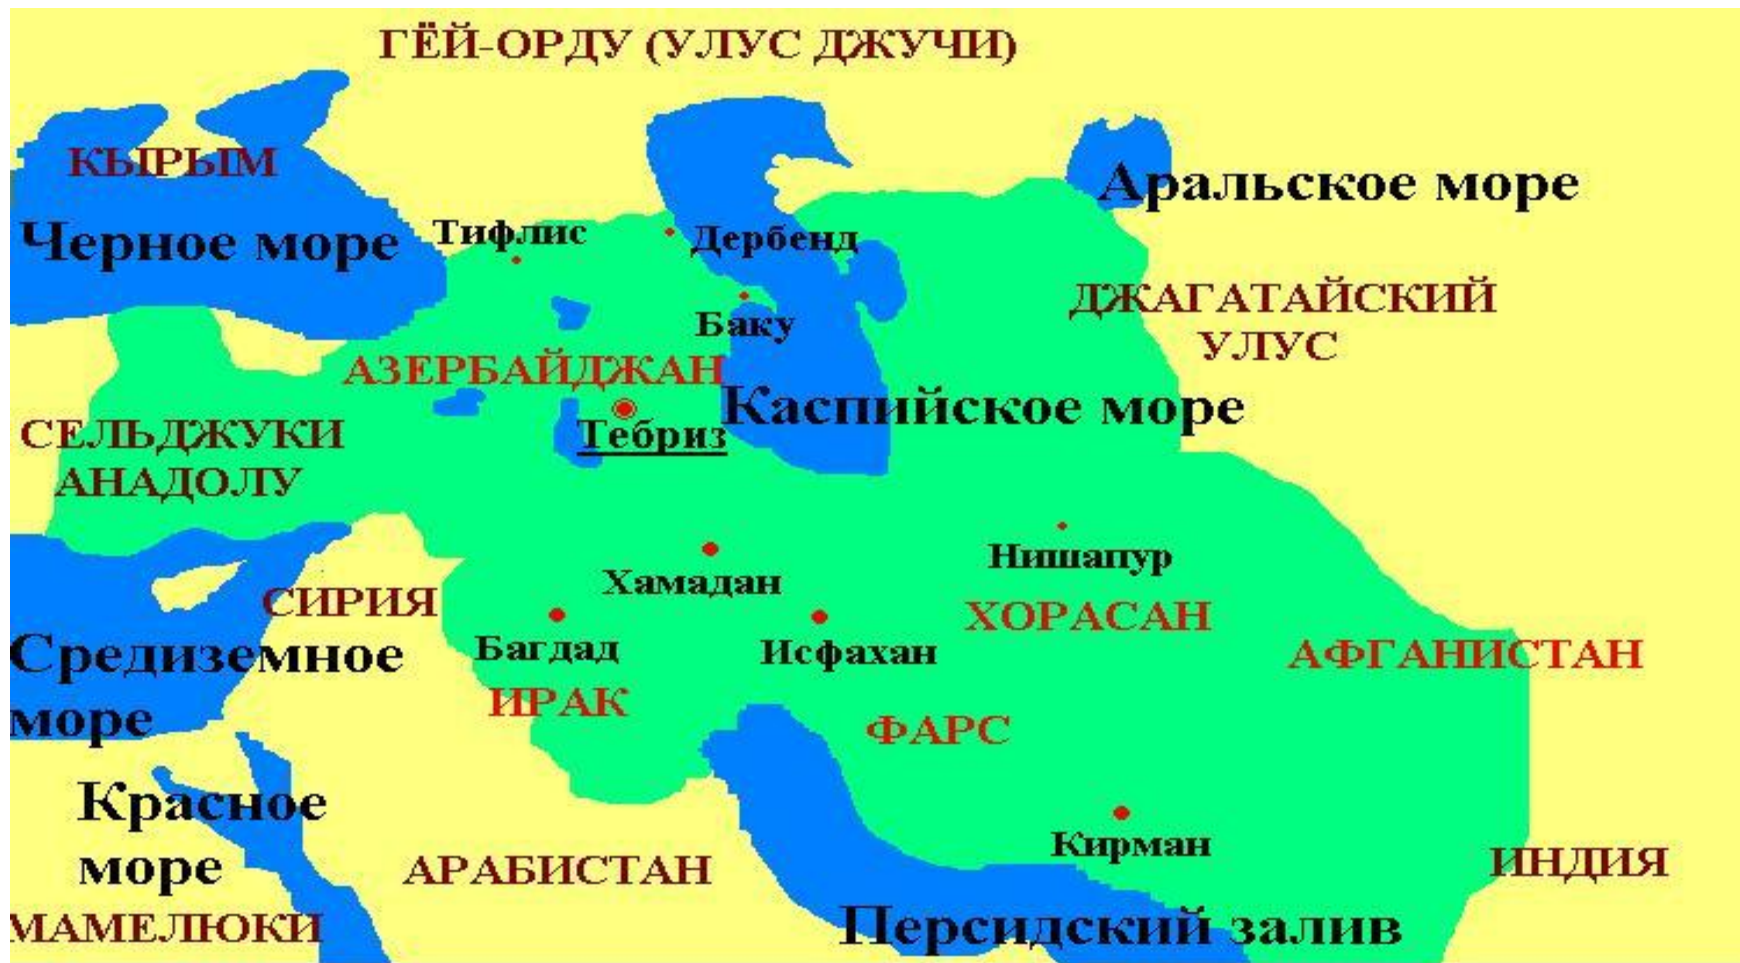 ГЁЙ-ОРДУ (УЛУС ДЖУЧИ)
КЫРЫМ
Аральское море
Черное море
Тифлис
Дербенд
ДЖАГАТАЙСКИЙ
УЛУС
Баку
АЗЕРБАЙДЖАН
Каспийское море
СЕЛЬДЖУКИ
АНАДОЛУ
Тебриз
Нишапур
Хамадан
СИРИЯ
ХОРАСАН
Багдад
Исфахан
АФГАНИСТАН
Средиземное
море
ИРАК
ФАРС
Красное
море
Кирман
АРАБИСТАН
ИНДИЯ
МАМЕЛЮКИ
Персидский залив